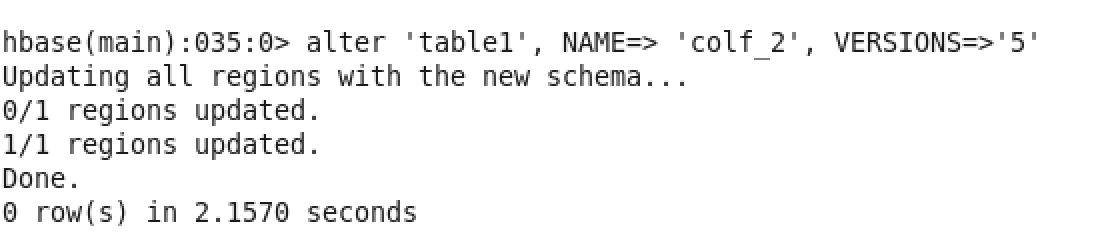 hbase(main):035:0> alter 'table1', NAME=> 'colf_2', VERSIONS=>'5'
Updating all regions with the new schema...
0/1 regions updated.
1/1 regions updated.
Done.
0 row(s) in 2.1570 seconds